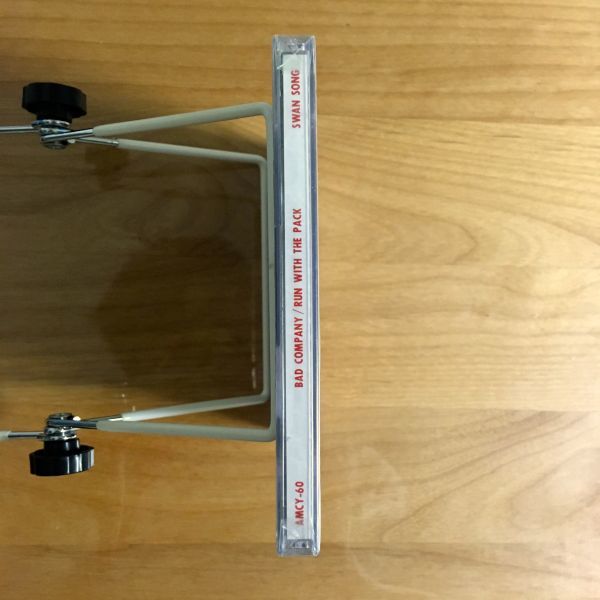 AMCY-60 BAD COMPANY/RUN WITH THE PACK SWAN SONG